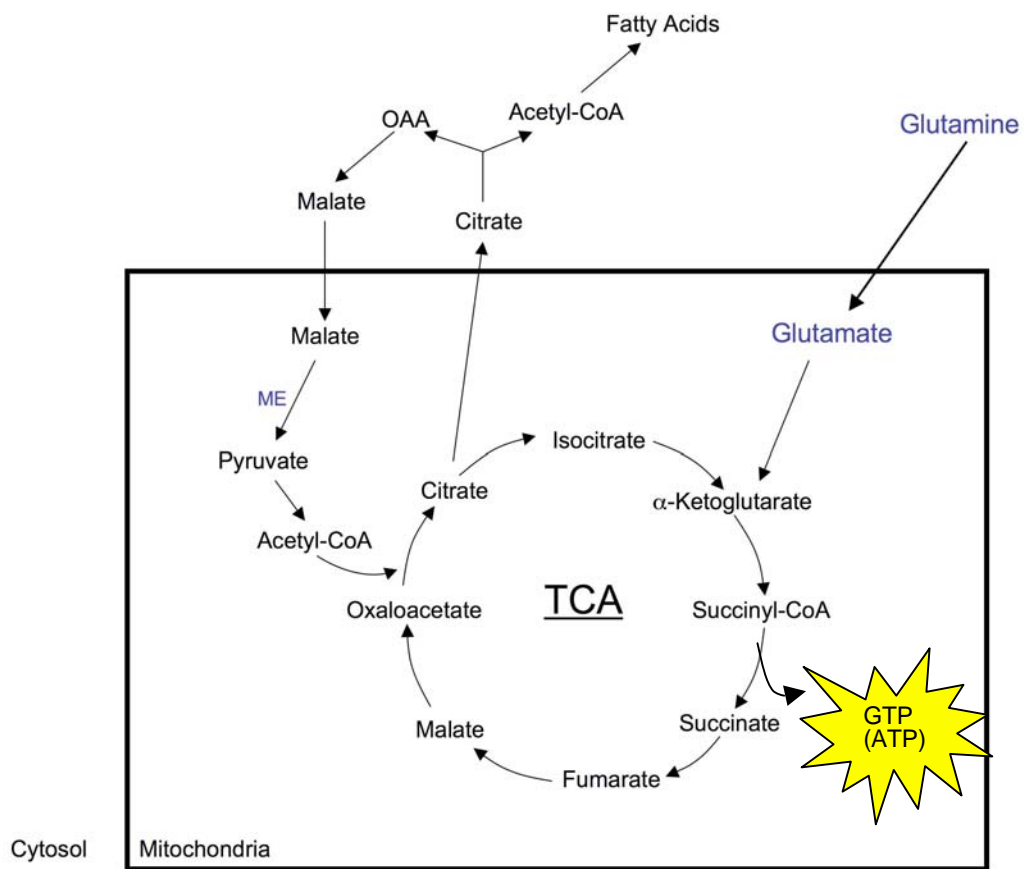 Fatty Acids
OAA
Acetyl-CoA
Glutamine
Malate
Citrate
Malate
Glutamate
ME
Pyruvate
Isocitrate
Citrate
α-Ketoglutarate
Acetyl-CoA
Oxaloacetate
TCA
Succinyl-CoA
Malate
Succinate
GTP
(ATP)
Fumarate
Cytosol
Mitochondria